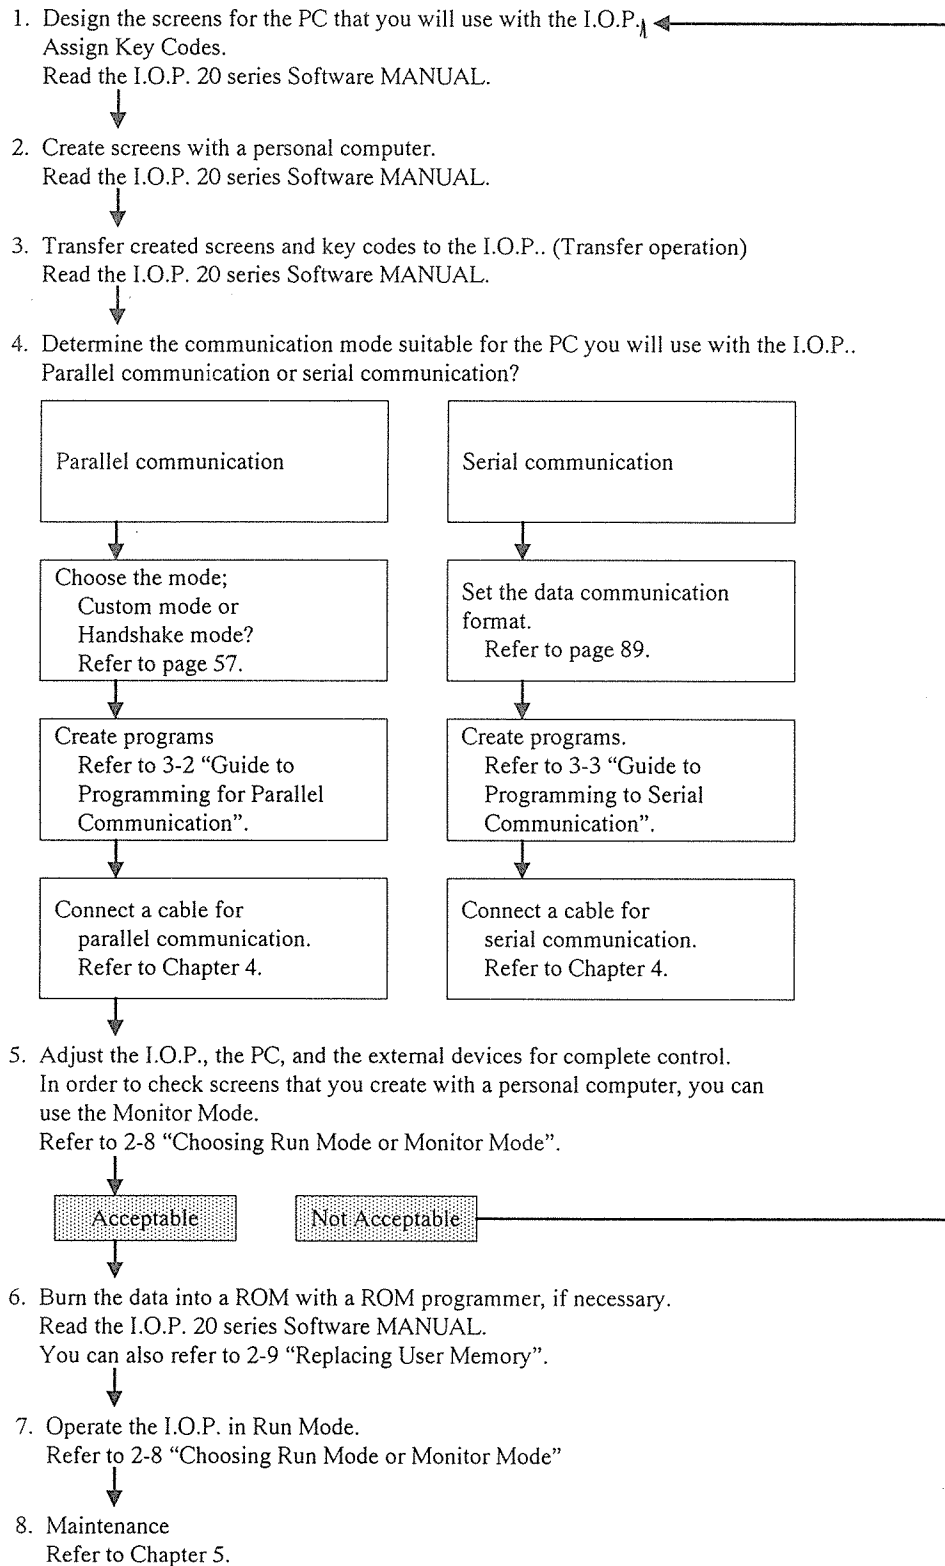 1. Design the screens for the PC that you will use with the I.O.P.
Assign Key Codes.
Read the I.O.P. 20 series Software MANUAL.
2. Create screens with a personal computer.
Read the I.O.P. 20 series Software MANUAL.
3. Transfer created screens and key codes to the I.O.P.. (Transfer operation)
Read the I.O.P. 20 series Software MANUAL.
4. Determine the communication mode suitable for the PC you will use with the I.O.P..
Parallel communication or serial communication?
Parallel communication
Choose the mode;
Custom mode or
Handshake mode?
Refer to page 57.
Create programs
Refer to 3-2 “Guide to
Programming for Parallel
Communication”.
Connect a cable for
parallel communication.
Refer to Chapter 4.
Serial communication
Set the data communication
format.
Refer to page 89.
Create programs.
Refer to 3-3 “Guide to
Programming to Serial
Communication”.
Connect a cable for
serial communication.
Refer to Chapter 4.
5. Adjust the I.O.P., the PC, and the external devices for complete control.
In order to check screens that you create with a personal computer, you can
use the Monitor Mode.
Refer to 2-8 “Choosing Run Mode or Monitor Mode”.
Acceptable
Not Acceptable
6. Burn the data into a ROM with a ROM programmer, if necessary.
Read the I.O.P. 20 series Software MANUAL.
You can also refer to 2-9 “Replacing User Memory”.
7. Operate the I.O.P. in Run Mode.
Refer to 2-8 “Choosing Run Mode or Monitor Mode”
8. Maintenance
Refer to Chapter 5.